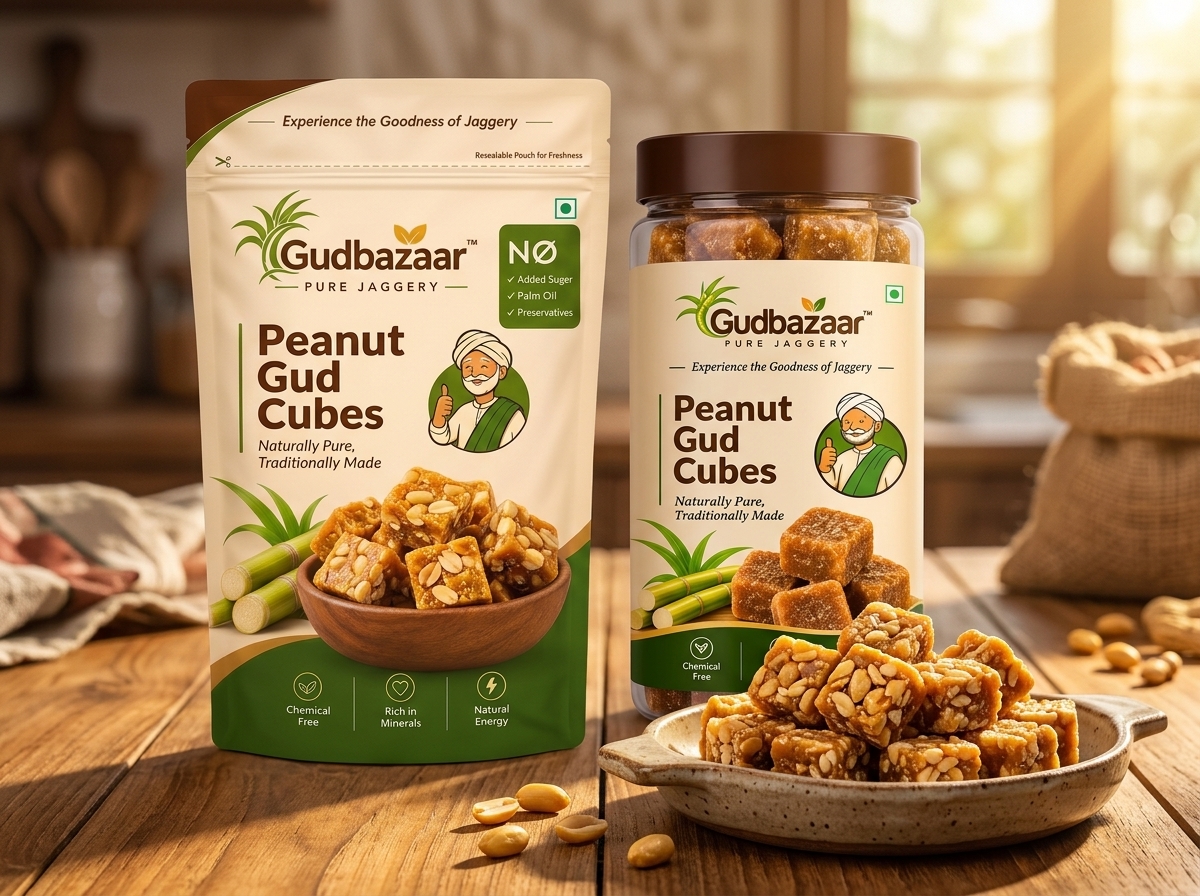 Experience the Goodness of Jaggery
Resealable Pouch for Freshness
Gudbazaar™
PURE JAGGERY
NØ
✓ Added Suger
✓ Palm Oil
✓ Preservatives
Peanut
Gud
Cubes
Naturally Pure,
Traditionally Made
Chemical
Free
Rich in
Minerals
Natural
Energy
Gudbazaar™
PURE JAGGERY
Experience the Goodness of Jaggery
Peanut
Gud
Cubes
Naturally Pure,
Traditionally Made
Chemical
Free